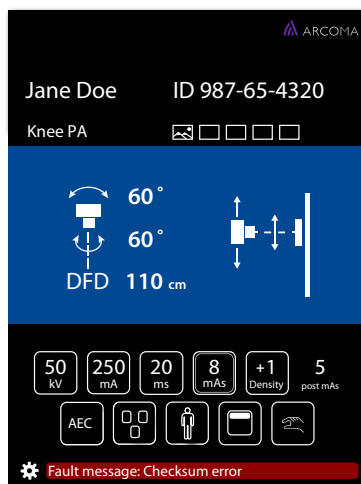 ARCOMA
Jane Doe ID 987-65-4320
Knee PA
60°
60°
DFD 110 cm
50 250 20 8 +1 5
kV mA ms mAs Density post mAs
AEC
Fault message: Checksum error